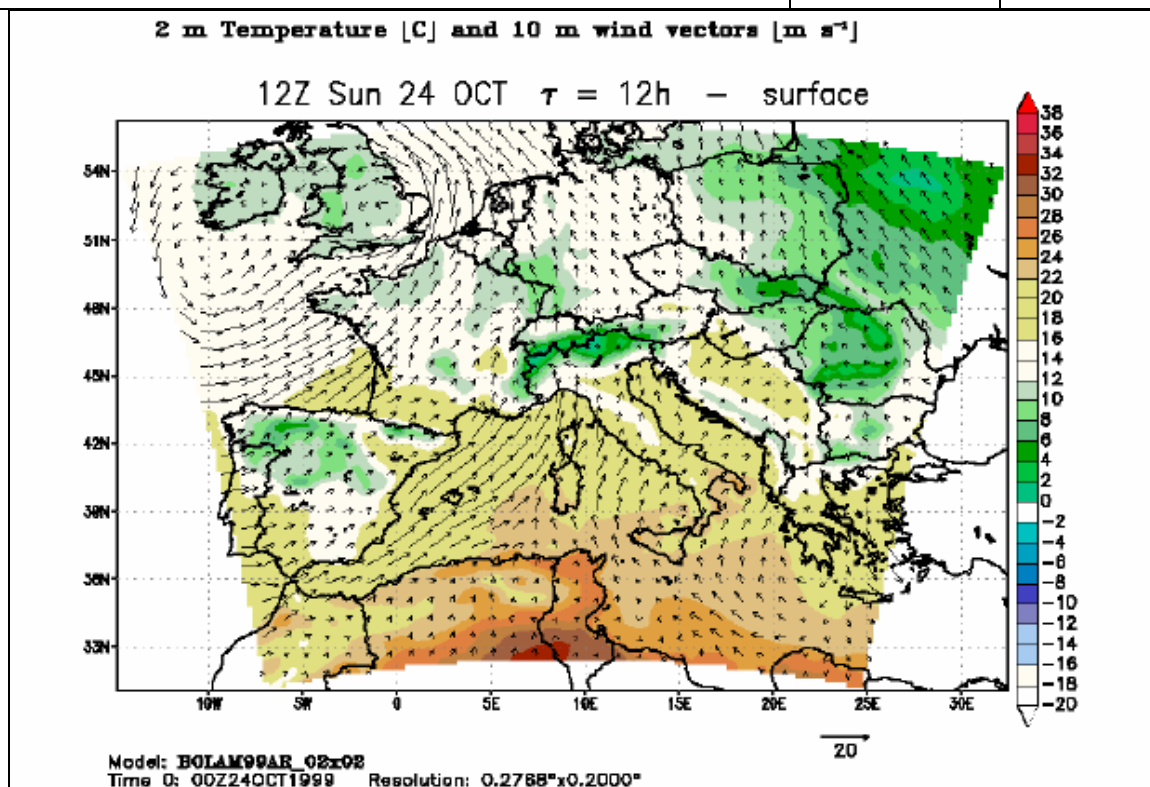 2 m Temperature [C] and 10 m wind vectors [m s⁻¹]
12Z Sun 24 OCT τ = 12h – surface
54N
51N
48N
45N
42N
39N
36N
33N
10W 5W 0 5E 10E 15E 20E 25E 30E
38
36
34
32
30
28
26
24
22
20
18
16
14
12
10
8
6
4
2
0
-2
-4
-6
-8
-10
-12
-14
-16
-18
-20
20
Model: BOLAM99AR_02x02
Time 0: 00Z24OCT1999 Resolution: 0.2768°x0.2000°